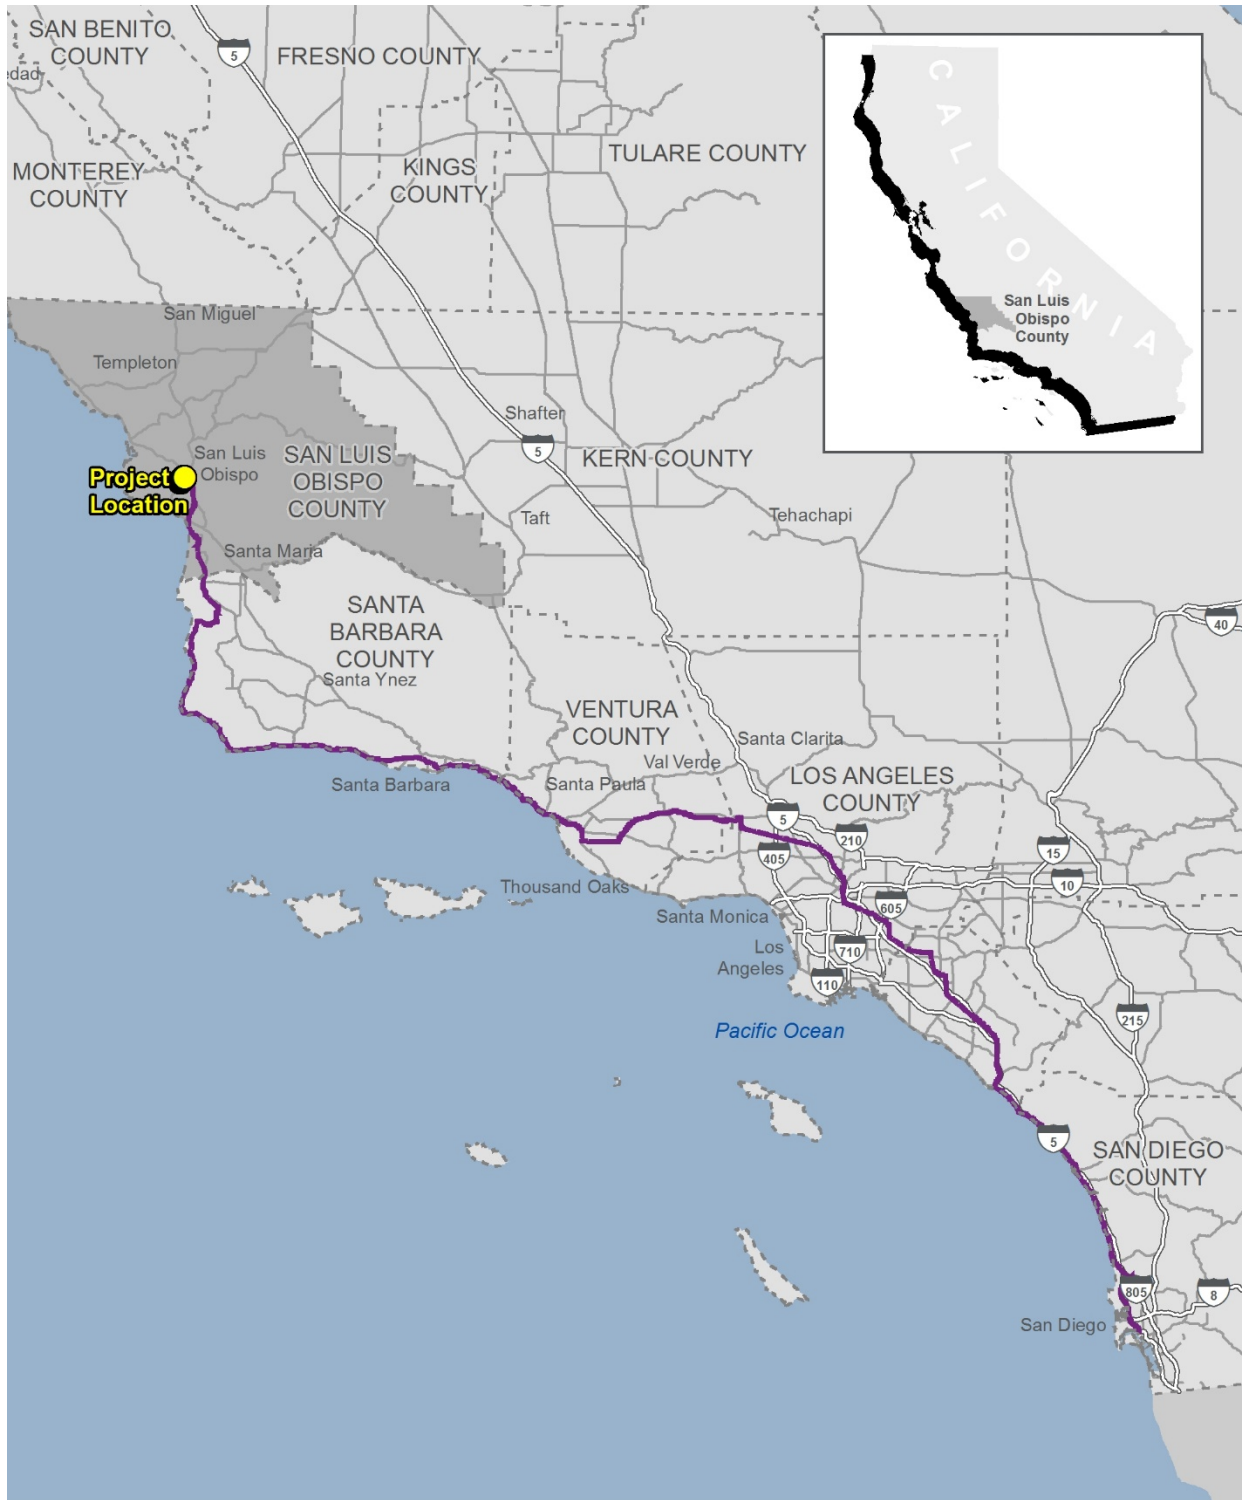 SAN BENITO
COUNTY
5
FRESNO COUNTY
edad
MONTEREY
COUNTY
KINGS
COUNTY
TULARE COUNTY
CALIFORNIA
San Luis
Obispo
County
San Miguel
Templeton
Shafter
5
KERN COUNTY
San Luis
Obispo
SAN LUIS
OBISPO
COUNTY
Project
Location
Taft
Tehachapi
Santa Maria
SANTA
BARBARA
COUNTY
Santa Ynez
40
VENTURA
COUNTY
Santa Clarita
Val Verde
Santa Barbara
Santa Paula
LOS ANGELES
COUNTY
5
210
405
15
10
Thousand Oaks
Santa Monica
605
Los
Angeles
710
110
215
Pacific Ocean
5
SAN DIEGO
COUNTY
805
8
San Diego